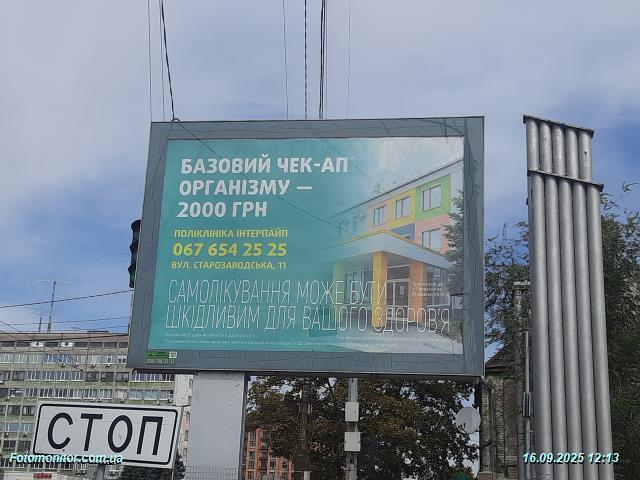 БАЗОВИЙ ЧЕК-АП
ОРГАНІЗМУ —
2000 ГРН
ПОЛІКЛІНІКА ІНТЕРПАЙП
067 654 25 25
ВУЛ. СТАРОЗАВОДСЬКА, 11
САМОЛІКУВАННЯ МОЖЕ БУТИ
ШКІДЛИВИМ ДЛЯ ВАШОГО ЗДОРОВЯ
СТОП
Fotomonitor.com.ua
16.09.2025 12:13